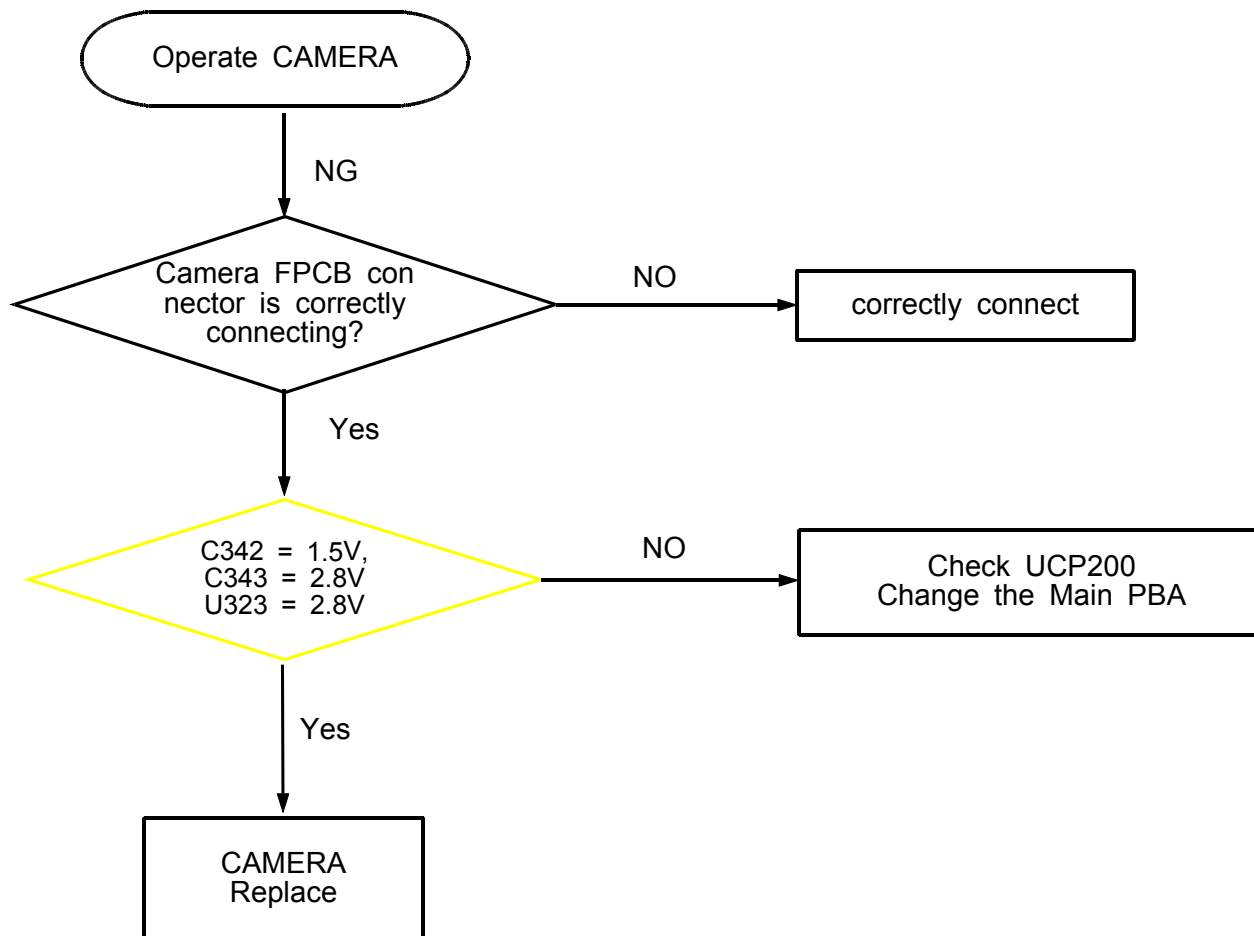 Operate CAMERA
NG
Camera FPCB con
nector is correctly
connecting?
NO
correctly connect
Yes
C342 = 1.5V,
C343 = 2.8V
U323 = 2.8V
NO
Check UCP200
Change the Main PBA
Yes
CAMERA
Replace